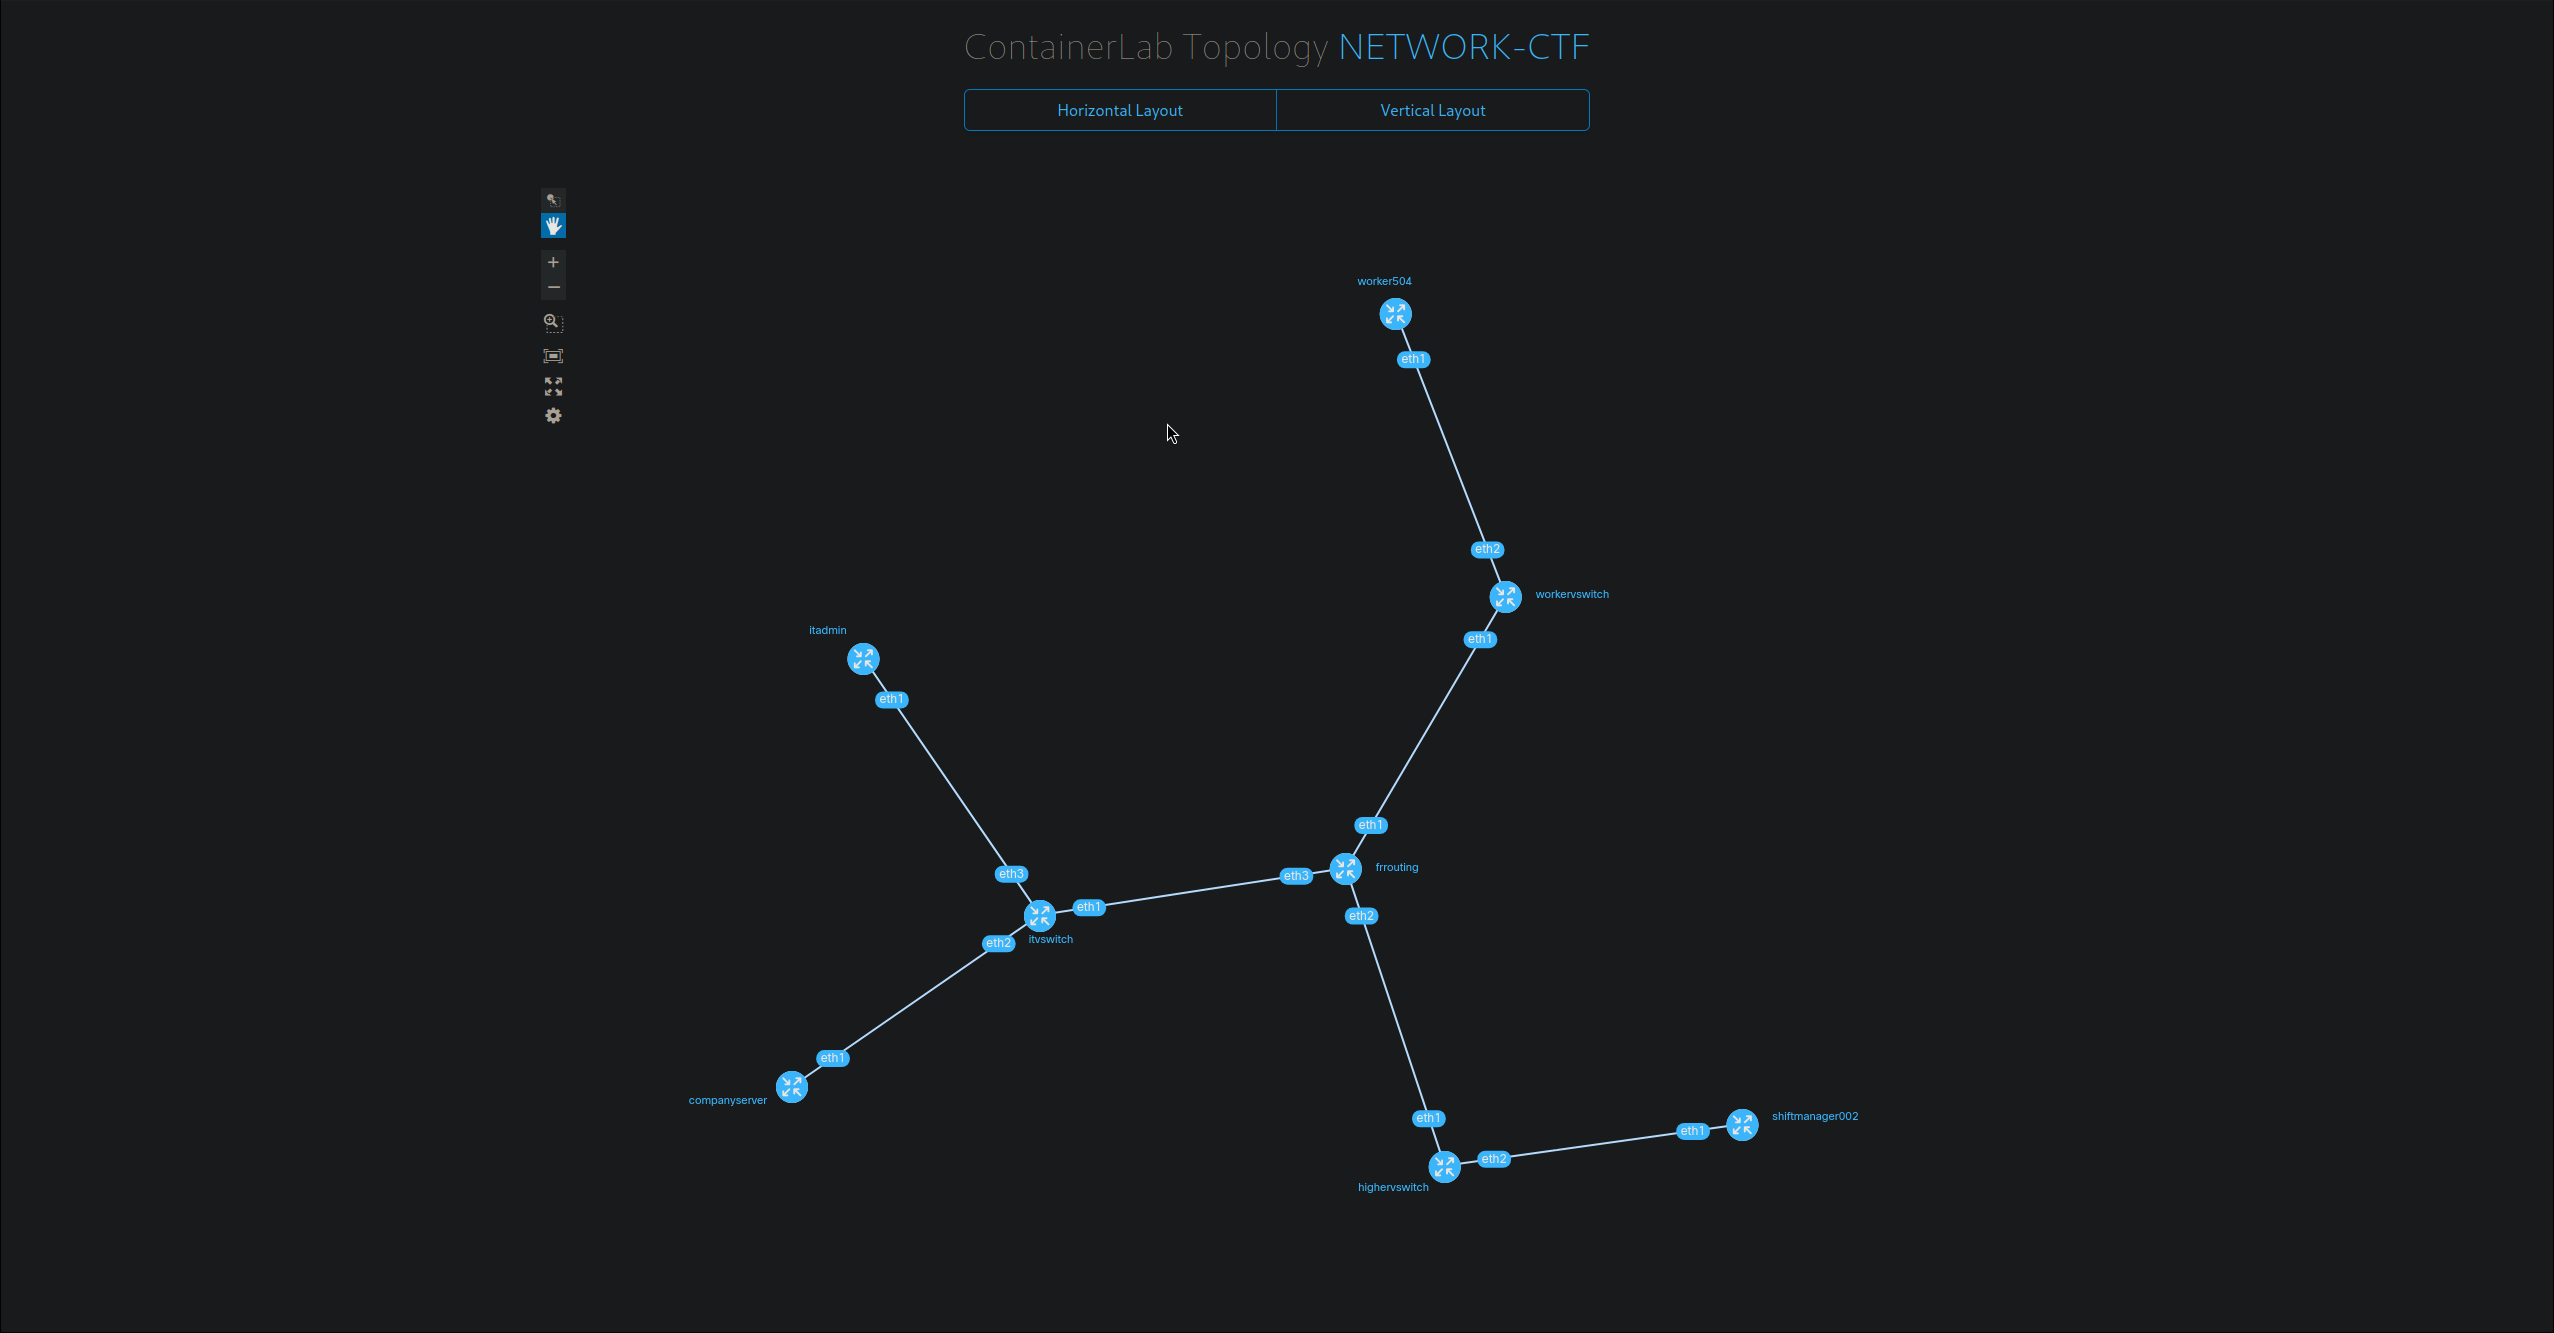 ContainerLab Topology NETWORK-CTF
Horizontal Layout
Vertical Layout
worker504
eth1
eth2
workervswitch
eth1
itadmin
eth1
eth1
frrouting
eth3
eth3
eth1
eth2
itvswitch
eth2
eth1
companyserver
eth1
shiftmanager002
eth1
eth2
highervswitch